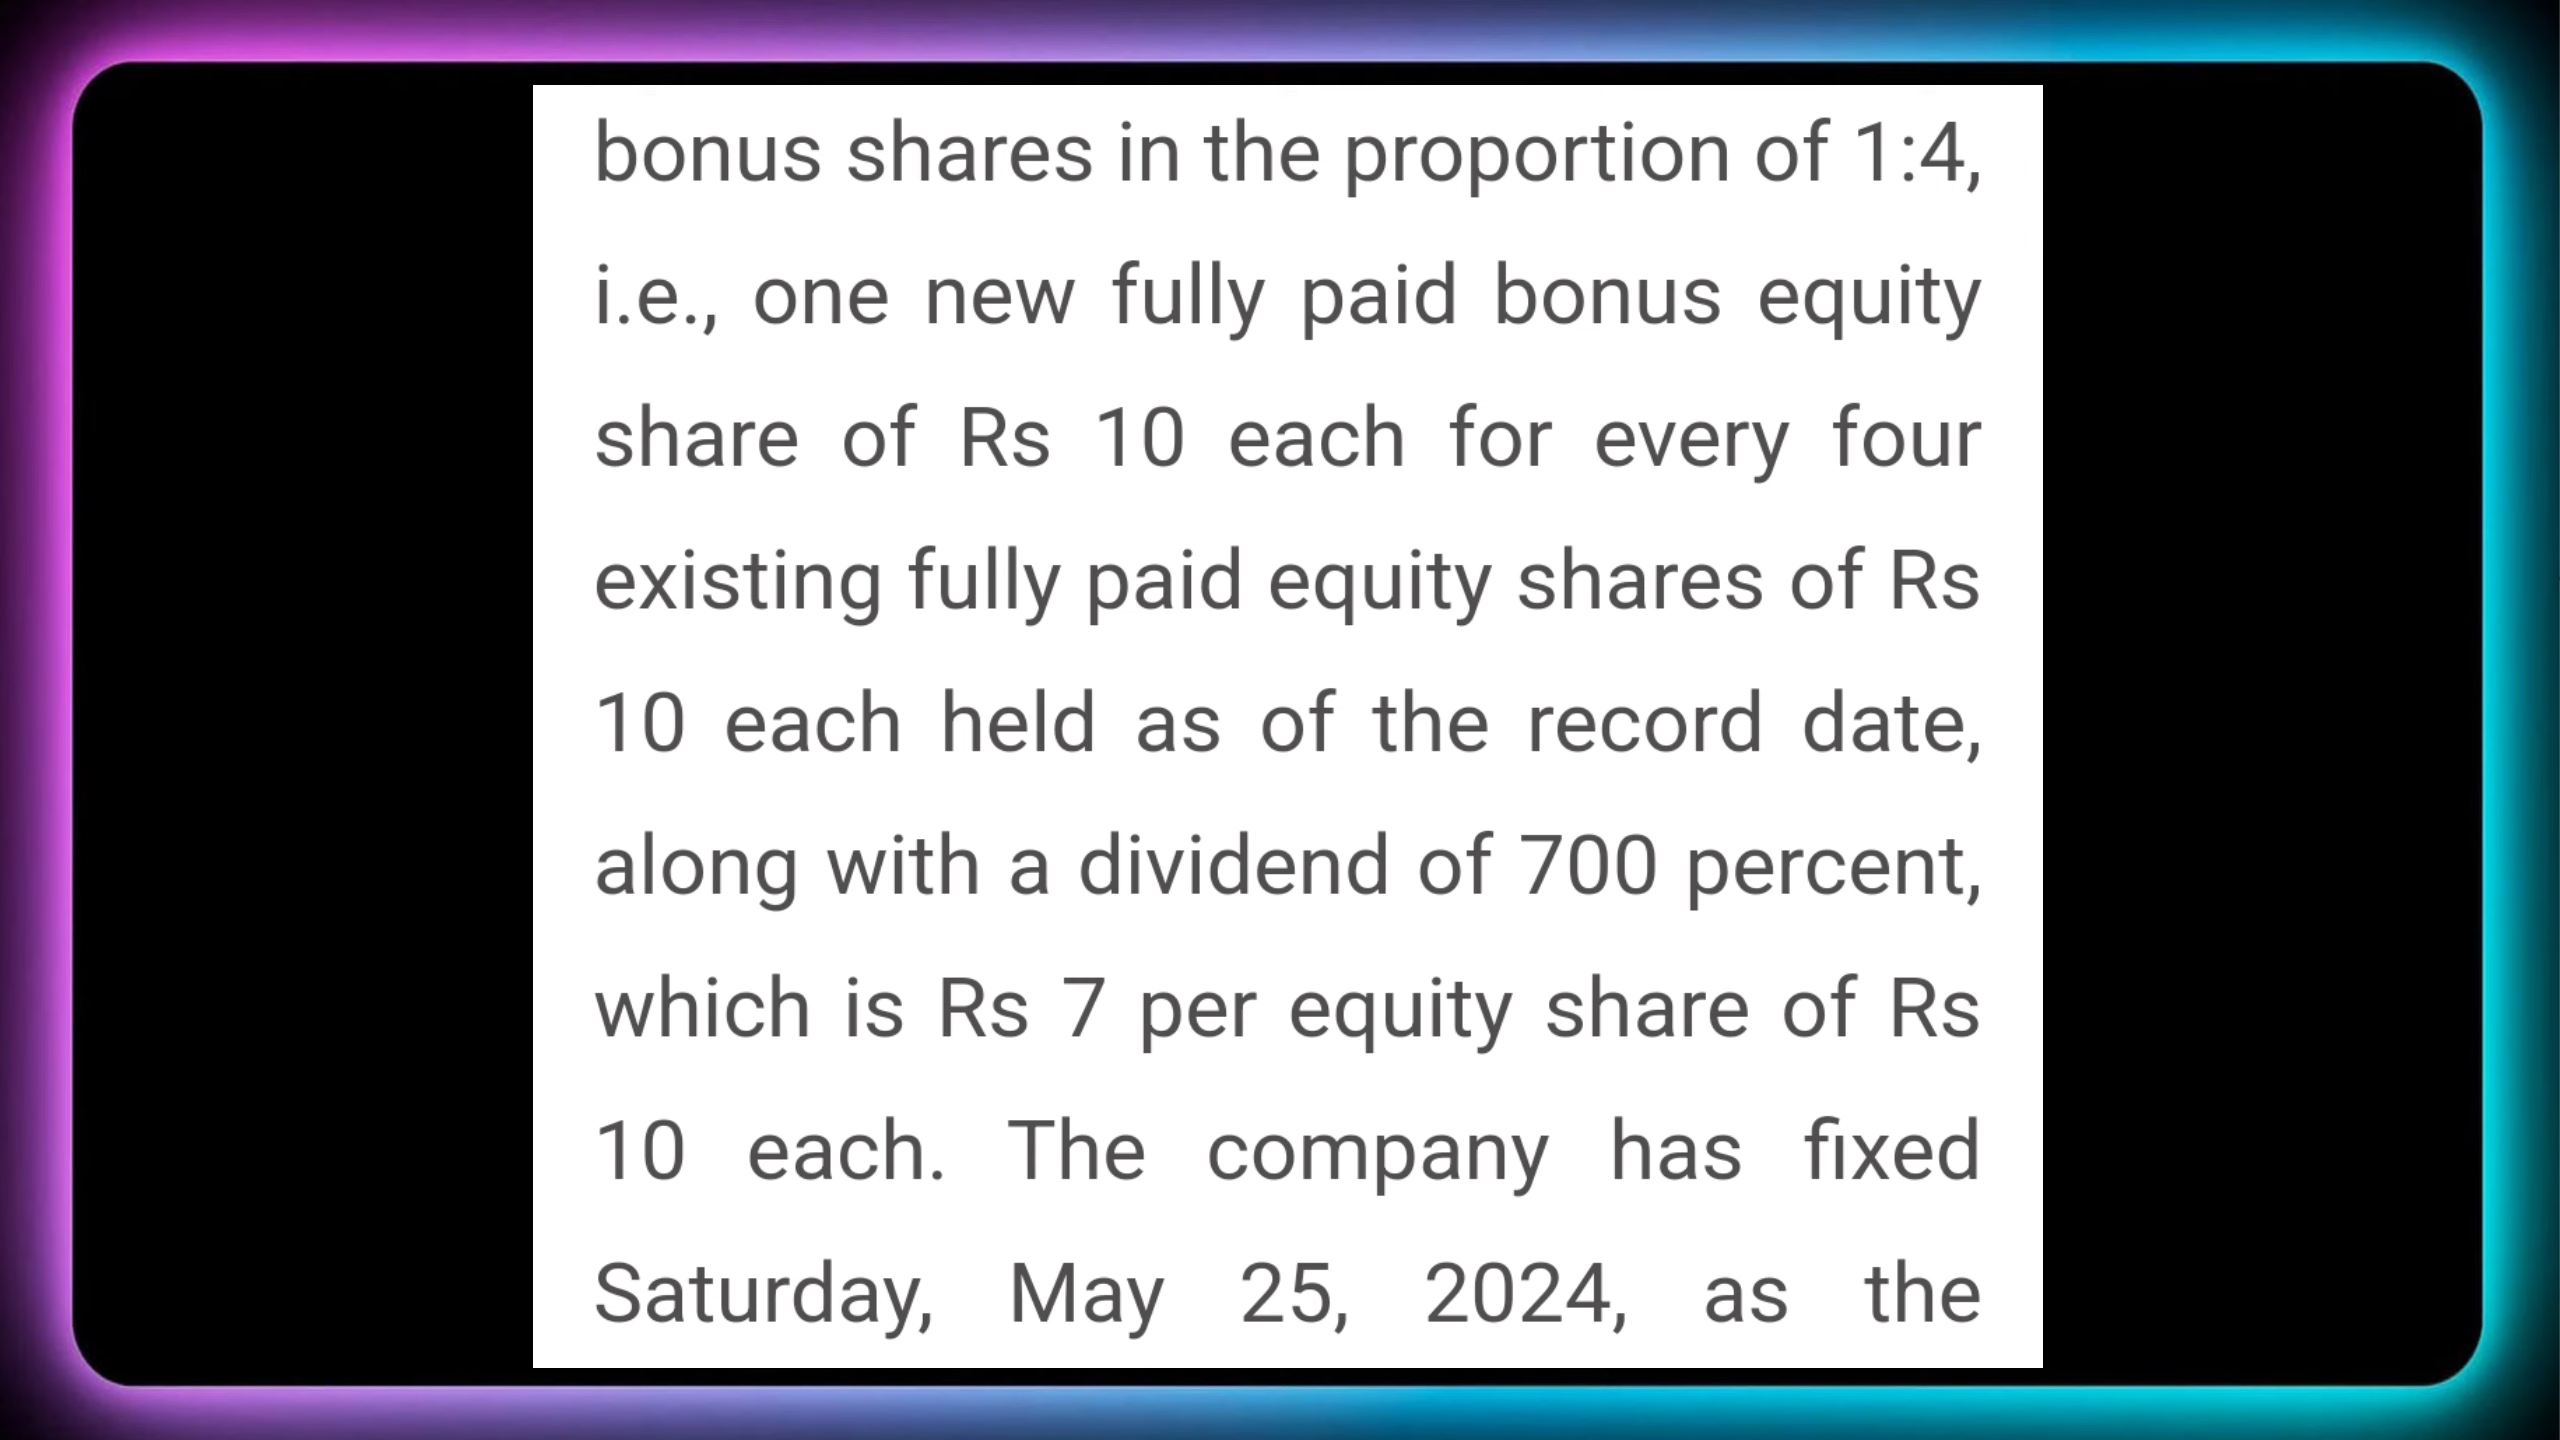 bonus shares in the proportion of 1:4,
i.e., one new fully paid bonus equity
share of Rs 10 each for every four
existing fully paid equity shares of Rs
10 each held as of the record date,
along with a dividend of 700 percent,
which is Rs 7 per equity share of Rs
10 each. The company has fixed
Saturday, May 25, 2024, as the